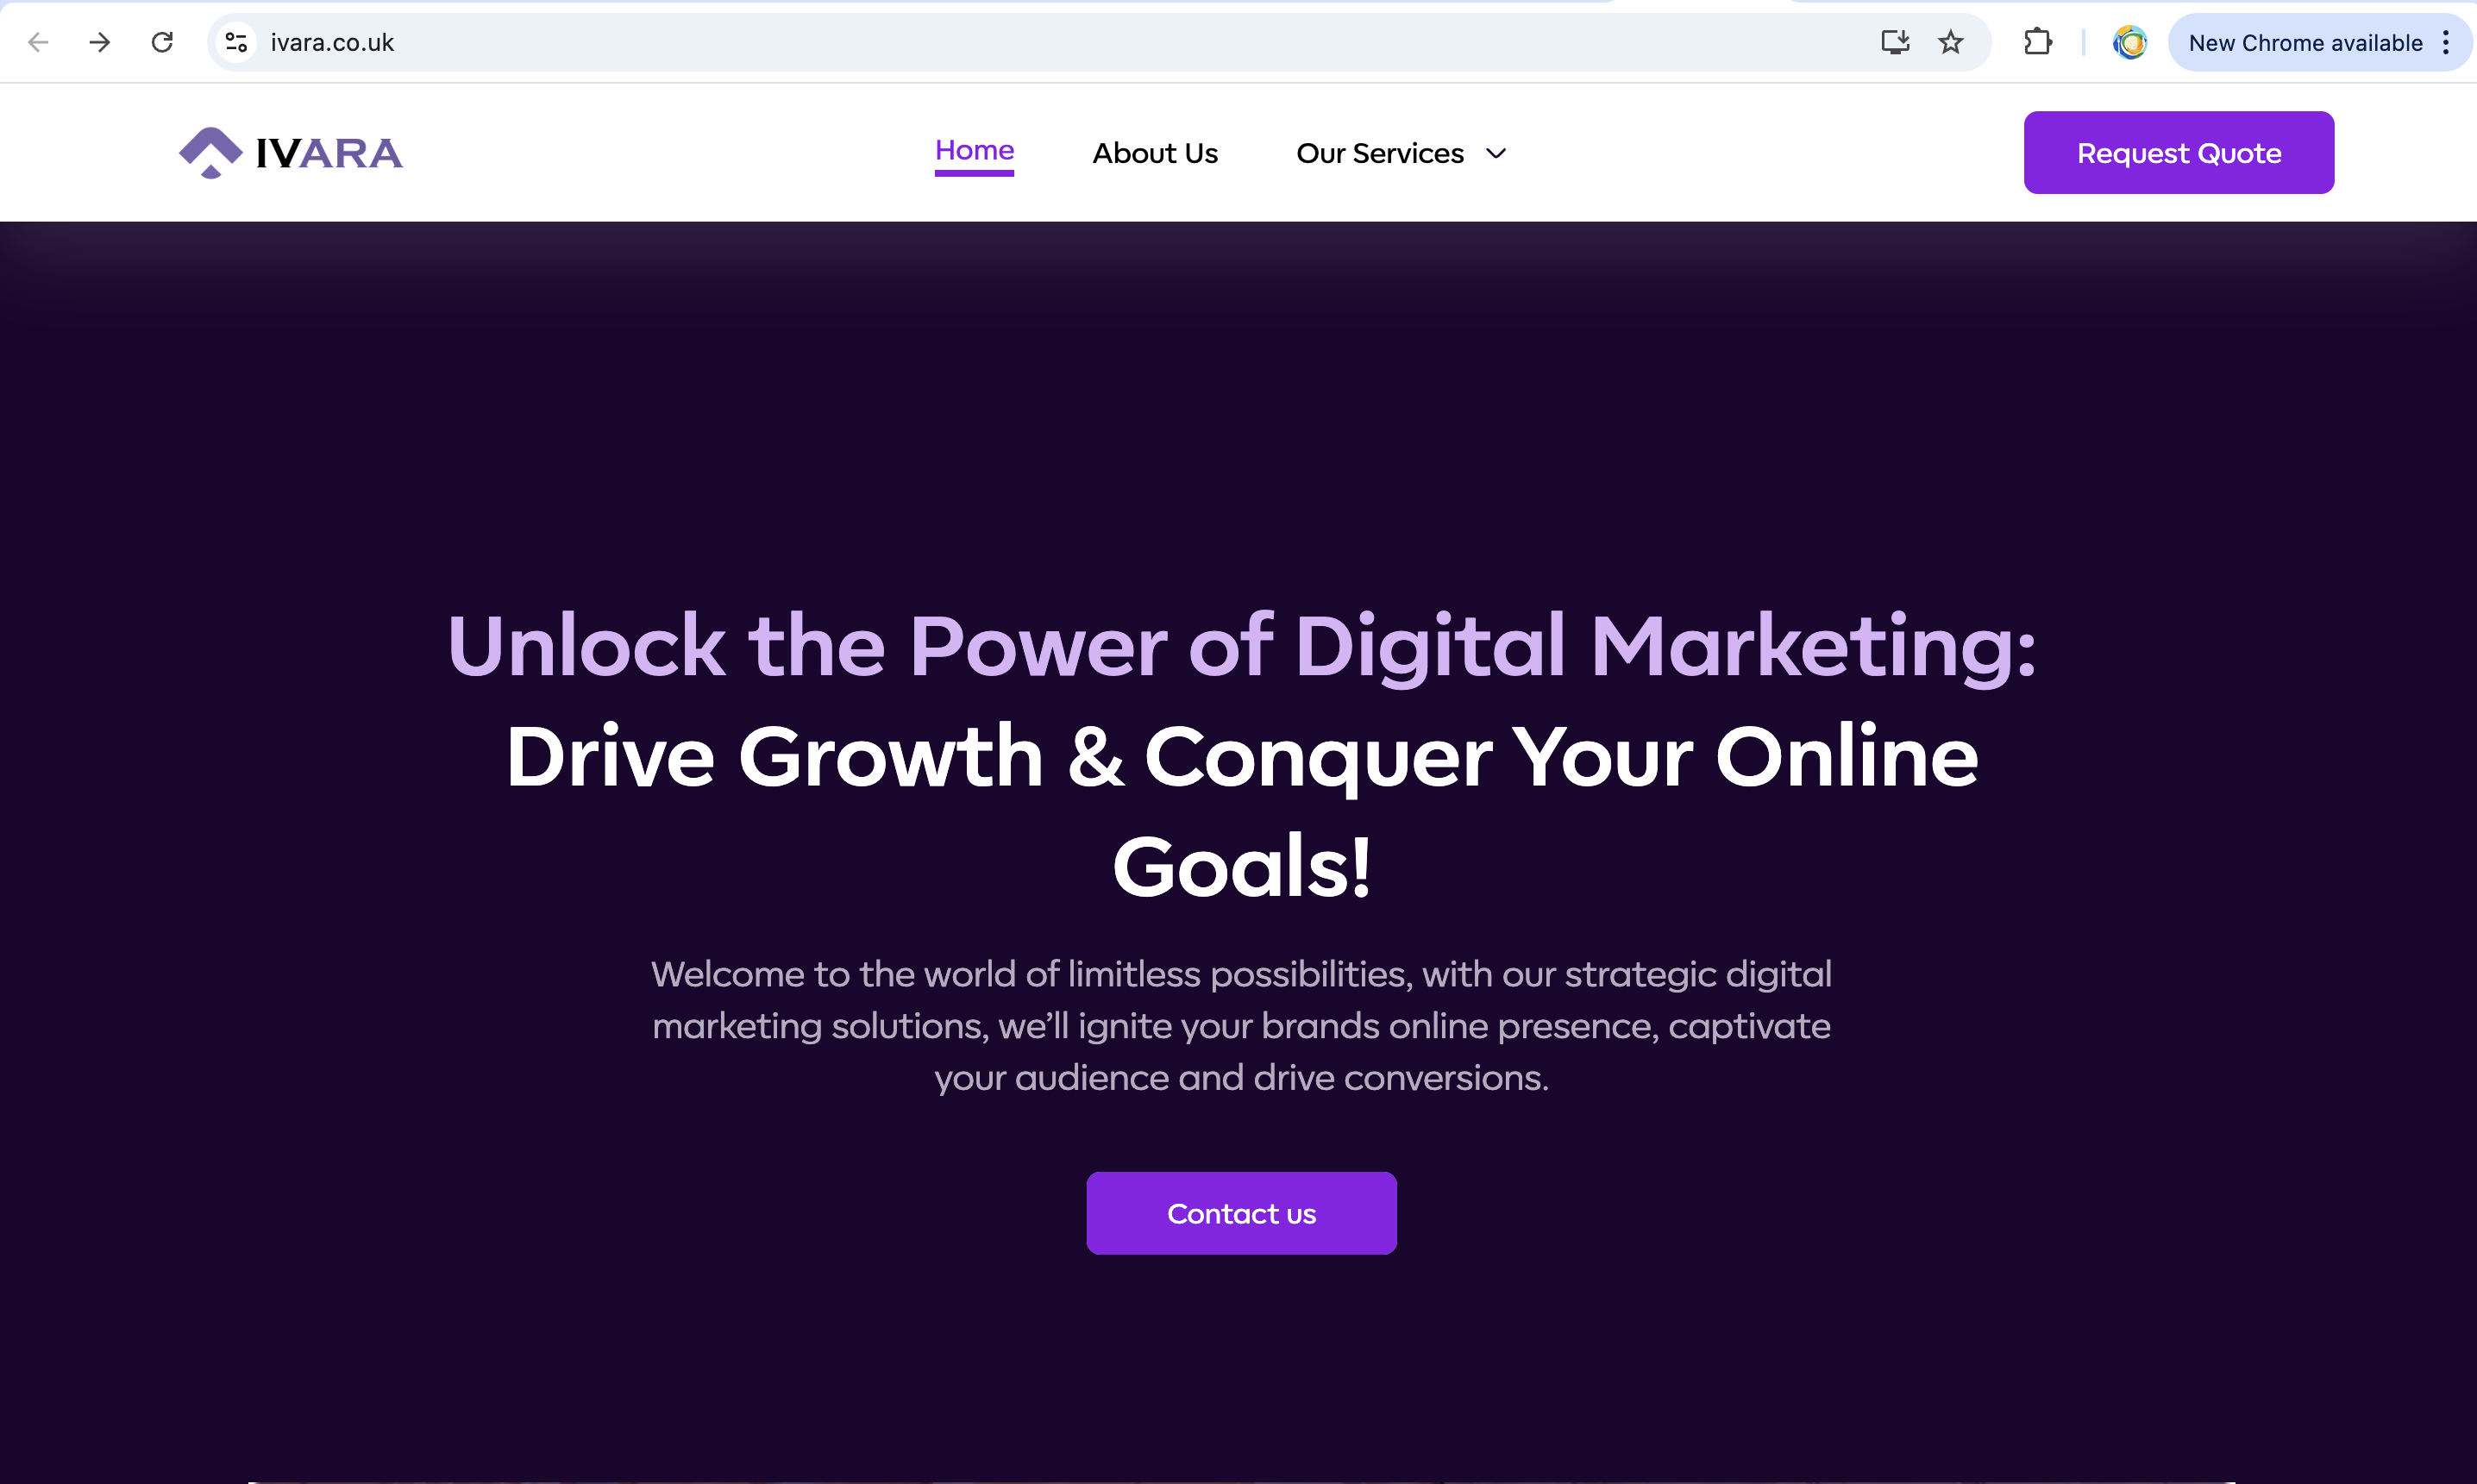 ivara.co.uk
New Chrome available
IVARA
Home
About Us
Our Services
Request Quote
Unlock the Power of Digital Marketing:
Drive Growth & Conquer Your Online
Goals!
Welcome to the world of limitless possibilities, with our strategic digital
marketing solutions, we’ll ignite your brands online presence, captivate
your audience and drive conversions.
Contact us